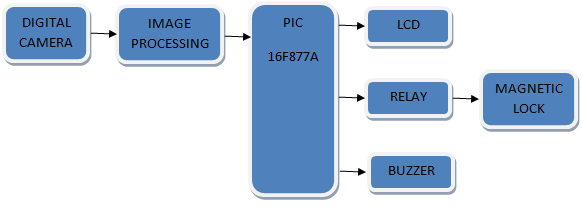 DIGITAL
CAMERA
IMAGE
PROCESSING
PIC
16F877A
LCD
RELAY
MAGNETIC
LOCK
BUZZER